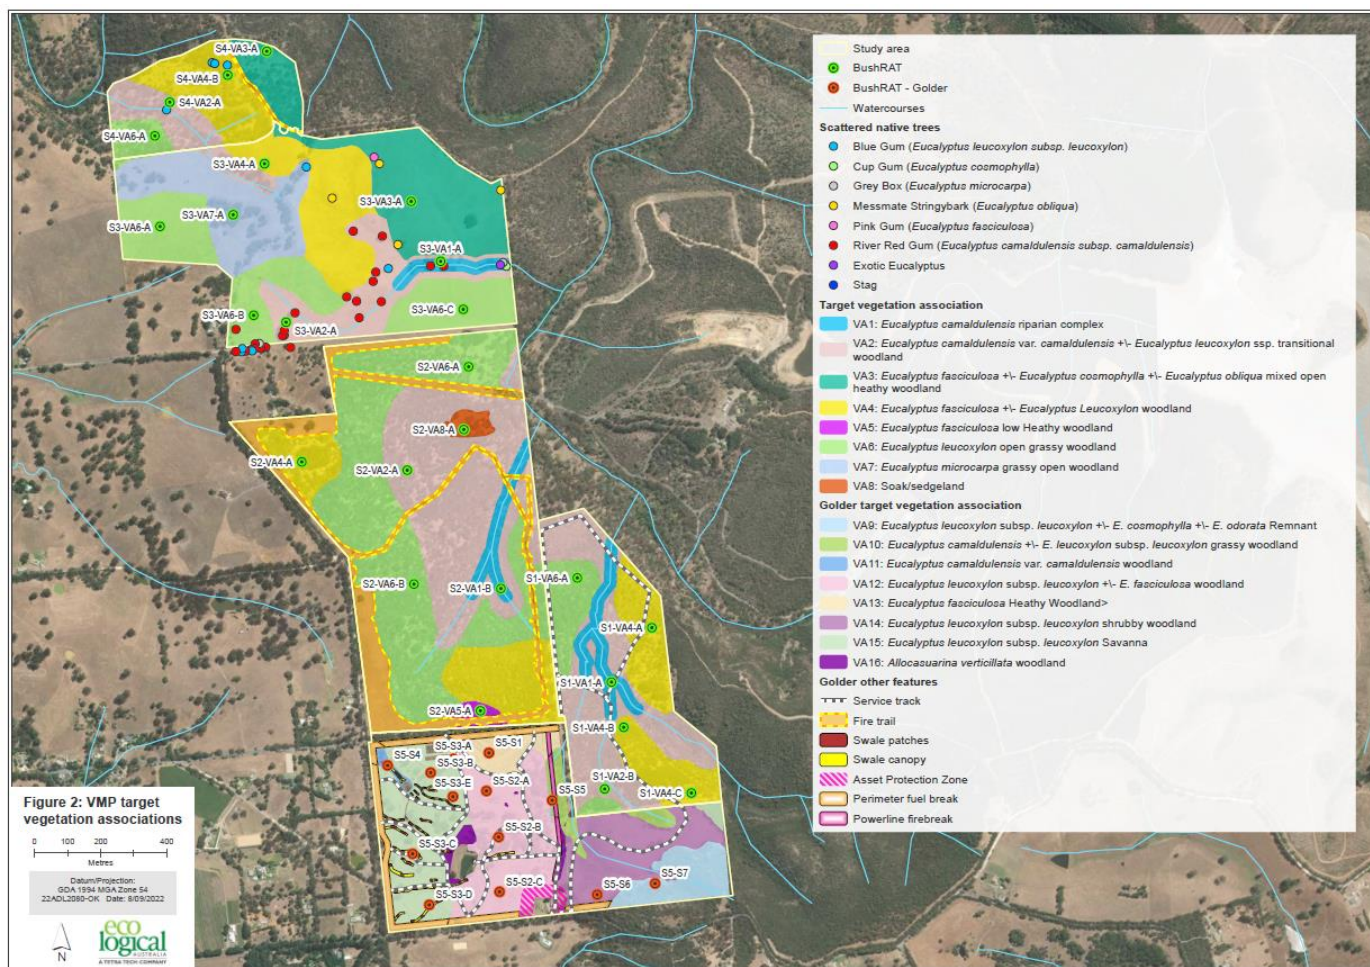 S4-VA3-A
S4-VA4-B
S4-VA2-A
S4-VA6-A
S3-VA4-A
S3-VA7-A
S3-VA3-A
S3-VA6-A
S3-VA1-A
S3-VA6-B
S3-VA6-C
S3-VA2-A
S2-VA6-A
S2-VA8-A
S2-VA4-A
S2-VA2-A
S2-VA6-B
S2-VA1-B
S1-VA6-A
S1-VA4-A
S1-VA1-A
S2-VA5-A
S1-VA4-B
S5-S3-A
S5-S1
S5-S4
S5-S3-B
S5-S3-E
S5-S2-A
S5-S5
S1-VA2-B
S1-VA4-C
S5-S2-B
S5-S3-C
S5-S7
S5-S2-C
S5-S6
S5-S3-D
Study area
BushRAT
BushRAT - Golder
Watercourses
Scattered native trees
Blue Gum (Eucalyptus leucoxylon subsp. leucoxylon)
Cup Gum (Eucalyptus cosmophylla)
Grey Box (Eucalyptus microcarpa)
Messmate Stringybark (Eucalyptus obliqua)
Pink Gum (Eucalyptus fasciculosa)
River Red Gum (Eucalyptus camaldulensis subsp. camaldulensis)
Exotic Eucalyptus
Stag
Target vegetation association
VA1: Eucalyptus camaldulensis riparian complex
VA2: Eucalyptus camaldulensis var. camaldulensis +\- Eucalyptus leucoxylon ssp. transitional
woodland
VA3: Eucalyptus fasciculosa +\- Eucalyptus cosmophylla +\- Eucalyptus obliqua mixed open
heathy woodland
VA4: Eucalyptus fasciculosa +\- Eucalyptus Leucoxylon woodland
VA5: Eucalyptus fasciculosa low Heathy woodland
VA6: Eucalyptus leucoxylon open grassy woodland
VA7: Eucalyptus microcarpa grassy open woodland
VA8: Soak/sedgeland
Golder target vegetation association
VA9: Eucalyptus leucoxylon subsp. leucoxylon +\- E. cosmophylla +\- E. odorata Remnant
VA10: Eucalyptus camaldulensis +\- E. leucoxylon subsp. leucoxylon grassy woodland
VA11: Eucalyptus camaldulensis var. camaldulensis woodland
VA12: Eucalyptus leucoxylon subsp. leucoxylon +\- E. fasciculosa woodland
VA13: Eucalyptus fasciculosa Heathy Woodland>
VA14: Eucalyptus leucoxylon subsp. leucoxylon shrubby woodland
VA15: Eucalyptus leucoxylon subsp. leucoxylon Savanna
VA16: Allocasuarina verticillata woodland
Golder other features
Service track
Fire trail
Swale patches
Swale canopy
Asset Protection Zone
Perimeter fuel break
Powerline firebreak
Figure 2: VMP target
vegetation associations
0 100 200 400
Metres
Datum/Projection:
GDA 1994 MGA Zone 54
22ADL2080-OK Date: 8/09/2022
N
eco
logical
AUSTRALIA
A TETRA TECH COMPANY